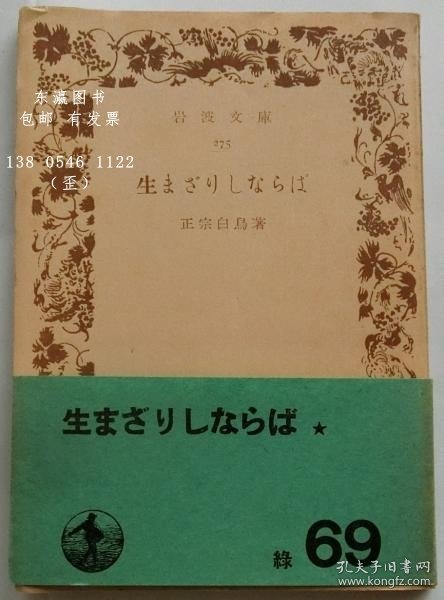 东瀛图书
包邮 有发票
138 0546 1122
（歪）
岩波文庫
275
生まざりしならば
正宗白鳥著
生まざりしならば ★
緑 69
孔夫子旧书网
www.kongfz.com